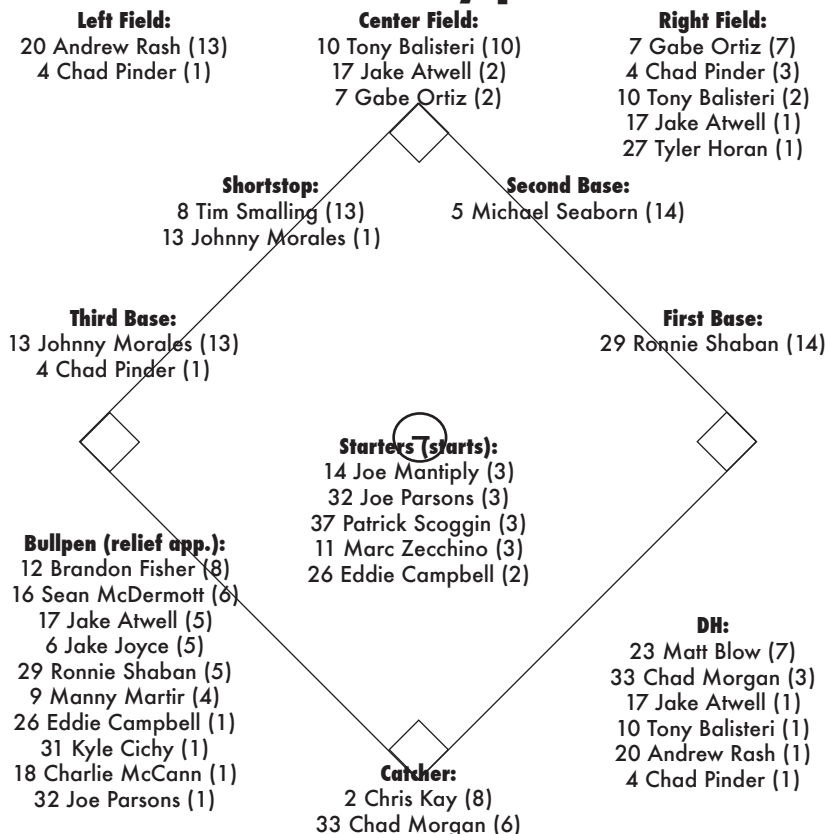 Left Field:
20 Andrew Rash (13)
4 Chad Pinder (1)
Center Field:
10 Tony Balisteri (10)
17 Jake Atwell (2)
7 Gabe Ortiz (2)
Right Field:
7 Gabe Ortiz (7)
4 Chad Pinder (3)
10 Tony Balisteri (2)
17 Jake Atwell (1)
27 Tyler Horan (1)
Shortstop:
8 Tim Smalling (13)
13 Johnny Morales (1)
Second Base:
5 Michael Seaborn (14)
Third Base:
13 Johnny Morales (13)
4 Chad Pinder (1)
First Base:
29 Ronnie Shaban (14)
Starters (starts):
14 Joe Mantiply (3)
32 Joe Parsons (3)
37 Patrick Scoggin (3)
11 Marc Zecchino (3)
26 Eddie Campbell (2)
Bullpen (relief app.):
12 Brandon Fisher (8)
16 Sean McDermott (6)
17 Jake Atwell (5)
6 Jake Joyce (5)
29 Ronnie Shaban (5)
9 Manny Martir (4)
26 Eddie Campbell (1)
31 Kyle Cichy (1)
18 Charlie McCann (1)
32 Joe Parsons (1)
DH:
23 Matt Blow (7)
33 Chad Morgan (3)
17 Jake Atwell (1)
10 Tony Balisteri (1)
20 Andrew Rash (1)
4 Chad Pinder (1)
Catcher:
2 Chris Kay (8)
33 Chad Morgan (6)